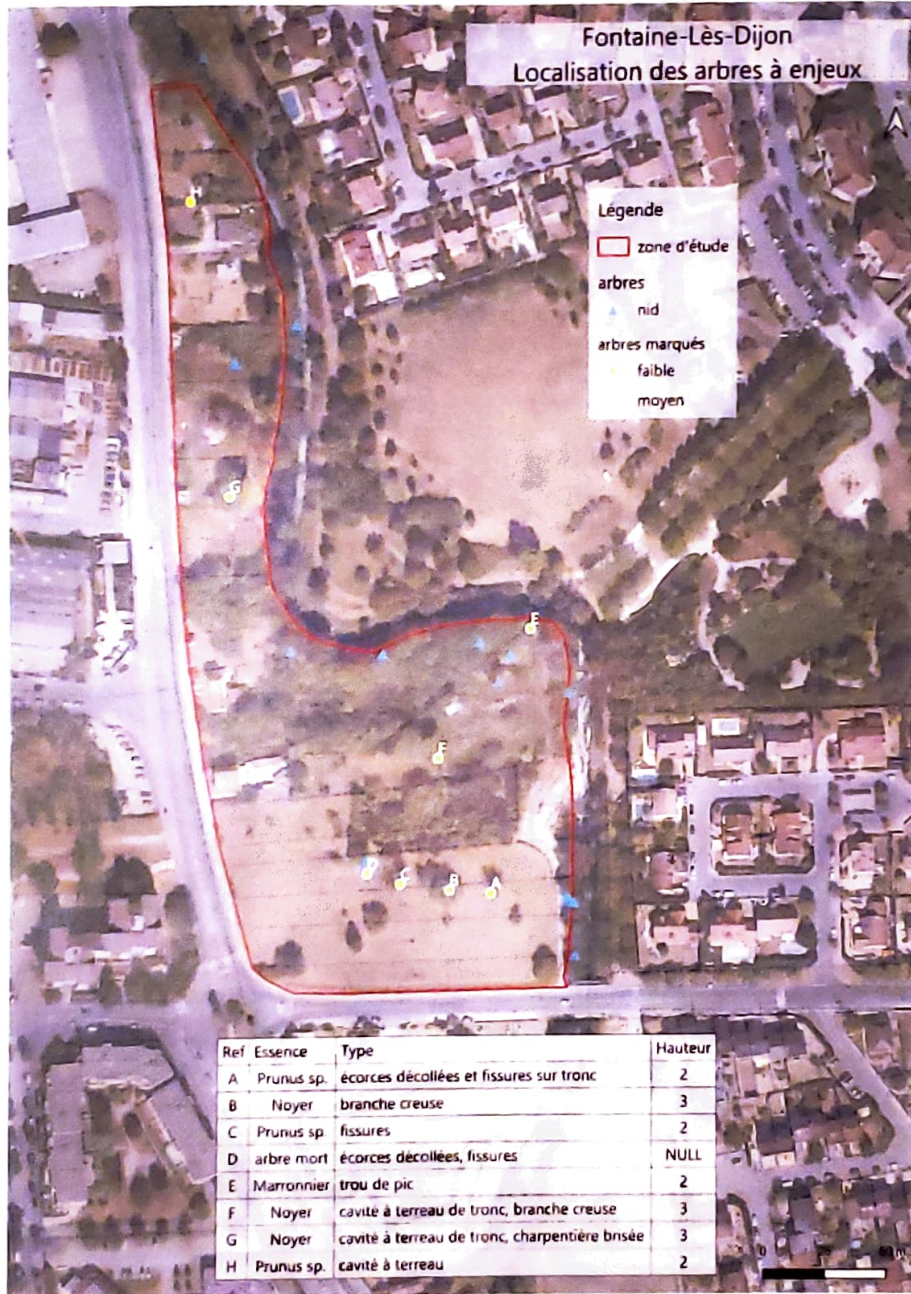 Fontaine-Lès-Dijon
Localisation des arbres à enjeux
Légende
zone d'étude
arbres
nid
arbres marqués
faible
moyen
H
G
E
F
D
C
B
A
Ref Essence Type Hauteur
A Prunus sp. écorces décollées et fissures sur tronc 2
B Noyer branche creuse 3
C Prunus sp. fissures 2
D arbre mort écorces décollées, fissures NULL
E Marronnier trou de pic 2
F Noyer cavité à terreau de tronc, branche creuse 3
G Noyer cavité à terreau de tronc, charpentière brisée 3
H Prunus sp. cavité à terreau 2
0